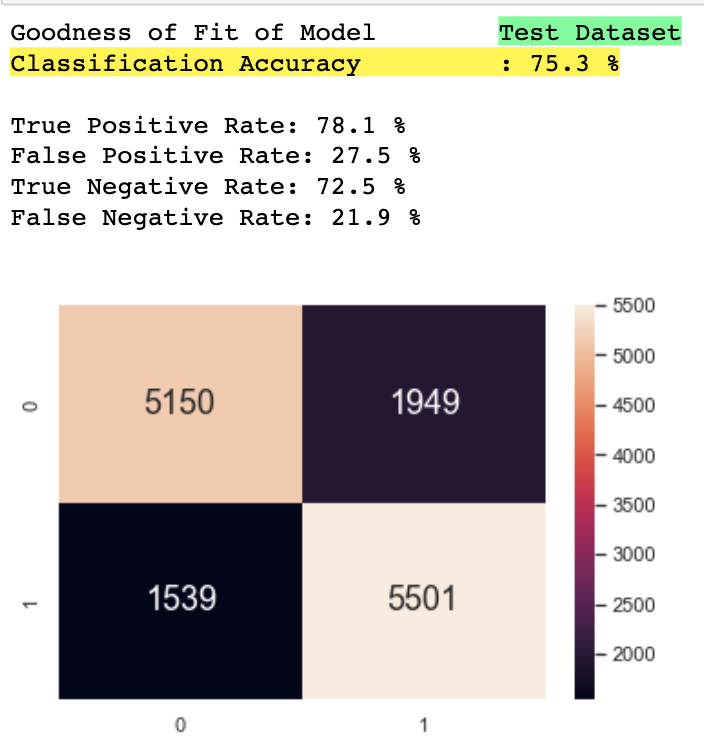 Goodness of Fit of Model Test Dataset
Classification Accuracy : 75.3 %
True Positive Rate: 78.1 %
False Positive Rate: 27.5 %
True Negative Rate: 72.5 %
False Negative Rate: 21.9 %
5500
5000
4500
4000
3500
3000
2500
2000
0
5150 1949
1
1539 5501
0 1